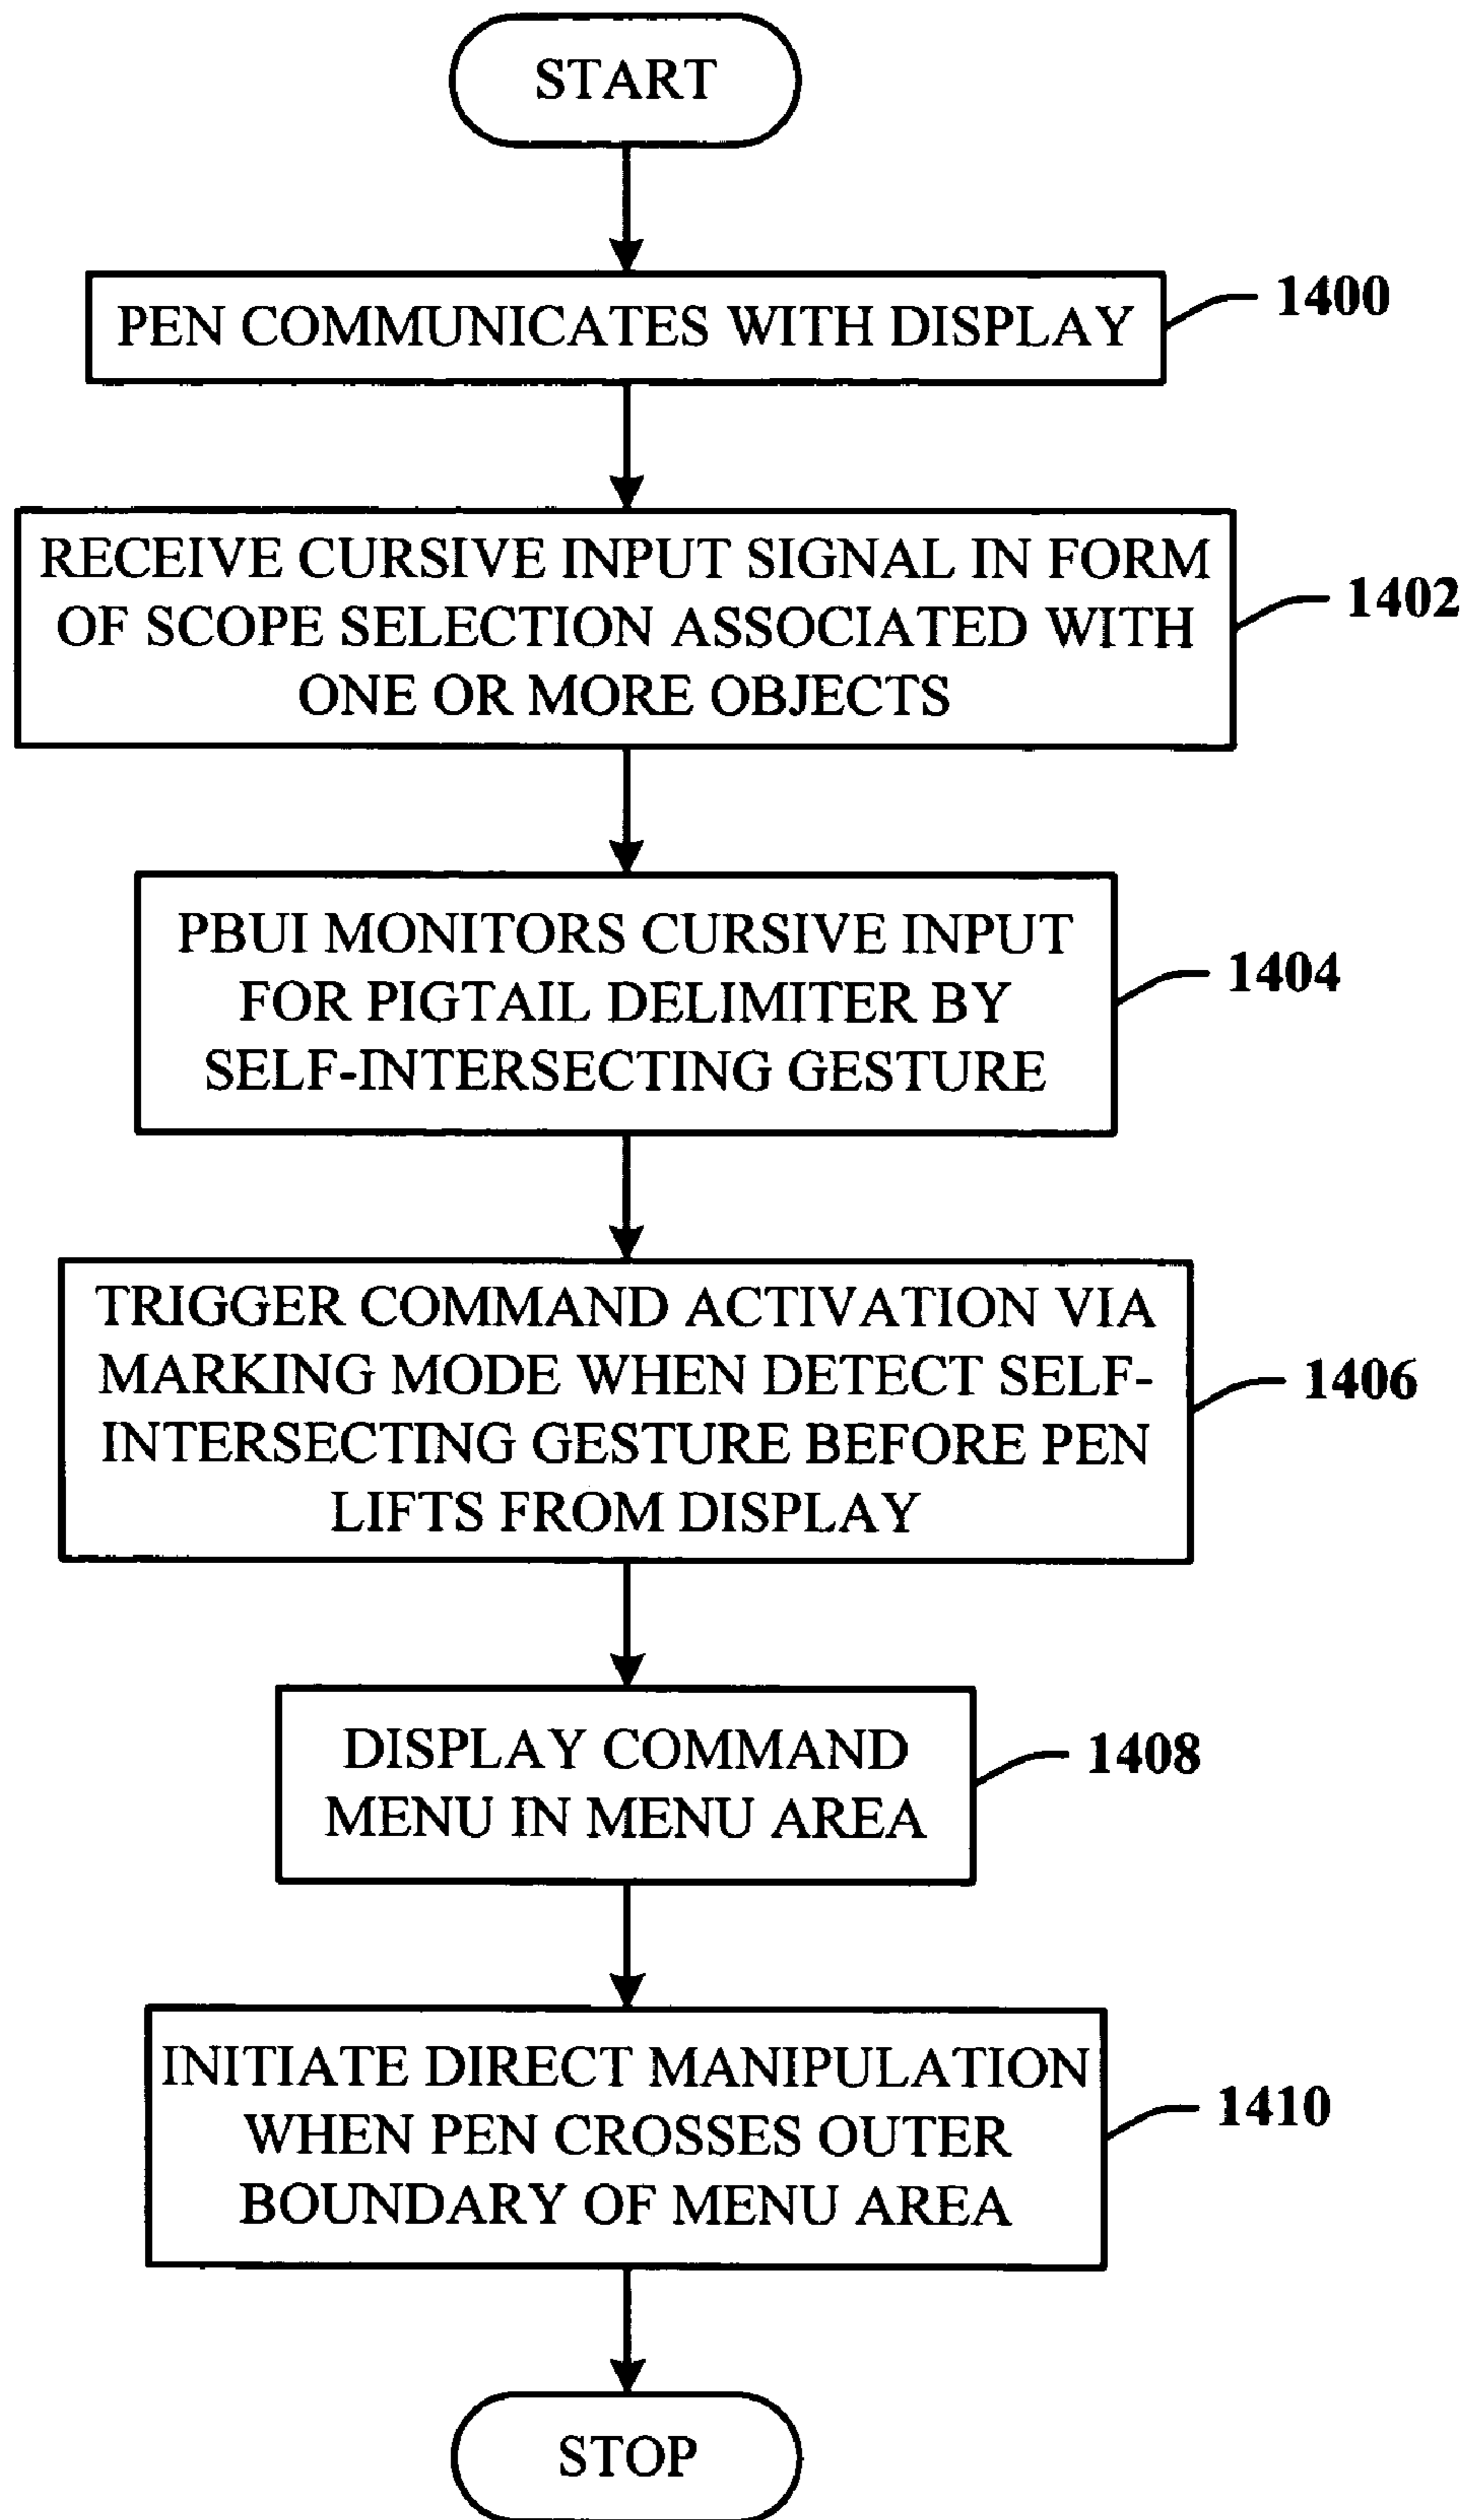 START
PEN COMMUNICATES WITH DISPLAY
1400
RECEIVE CURSIVE INPUT SIGNAL IN FORM
OF SCOPE SELECTION ASSOCIATED WITH
ONE OR MORE OBJECTS
1402
PBUI MONITORS CURSIVE INPUT
FOR PIGTAIL DELIMITER BY
SELF-INTERSECTING GESTURE
1404
TRIGGER COMMAND ACTIVATION VIA
MARKING MODE WHEN DETECT SELF-
INTERSECTING GESTURE BEFORE PEN
LIFTS FROM DISPLAY
1406
DISPLAY COMMAND
MENU IN MENU AREA
1408
INITIATE DIRECT MANIPULATION
WHEN PEN CROSSES OUTER
BOUNDARY OF MENU AREA
1410
STOP